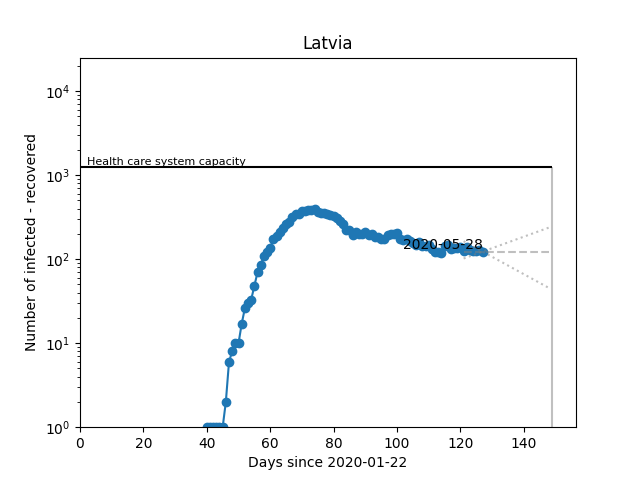 Latvia
Number of infected - recovered
10^4
10^3
10^2
10^1
10^0
Health care system capacity
2020-05-28
0 20 40 60 80 100 120 140
Days since 2020-01-22